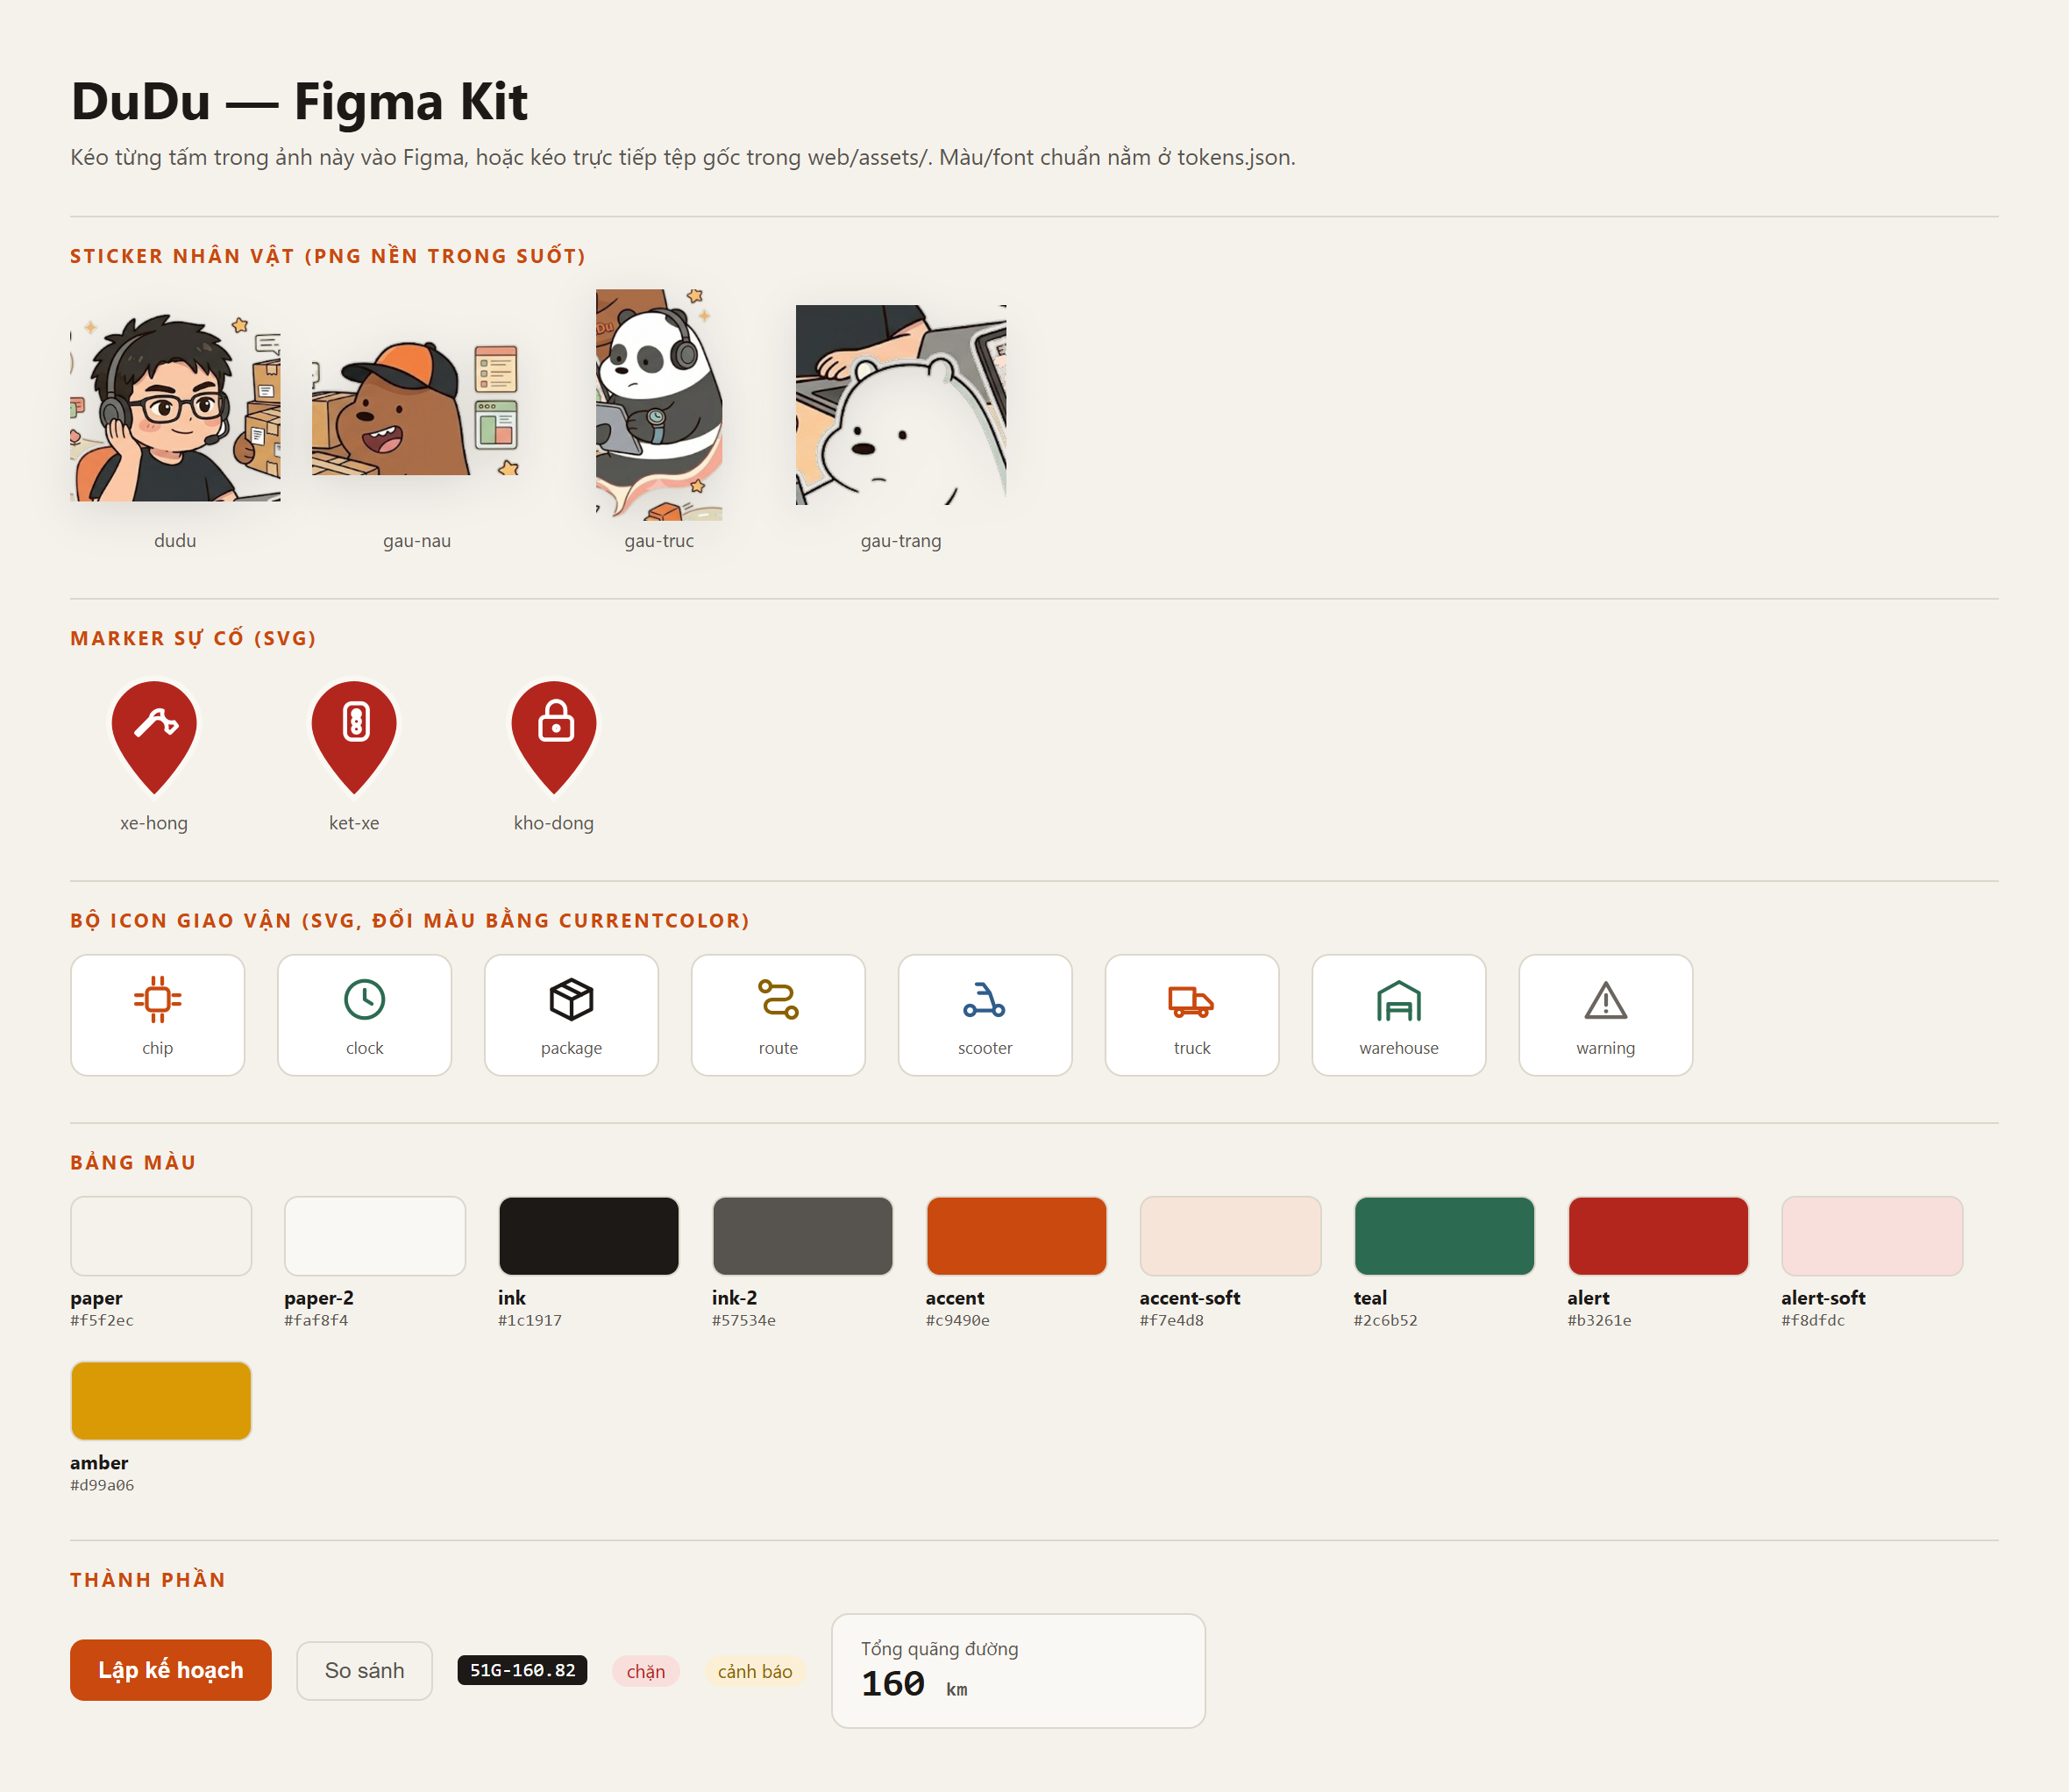 DuDu — Figma Kit
Kéo từng tấm trong ảnh này vào Figma, hoặc kéo trực tiếp tệp gốc trong web/assets/. Màu/font chuẩn nằm ở tokens.json.
STICKER NHÂN VẬT (PNG NỀN TRONG SUỐT)
Du
dudu
gau-nau
gau-truc
gau-trang
MARKER SỰ CỐ (SVG)
xe-hong
ket-xe
kho-dong
BỘ ICON GIAO VẬN (SVG, ĐỔI MÀU BẰNG CURRENTCOLOR)
chip
clock
package
route
scooter
truck
warehouse
warning
BẢNG MÀU
paper
#f5f2ec
paper-2
#faf8f4
ink
#1c1917
ink-2
#57534e
accent
#c9490e
accent-soft
#f7e4d8
teal
#2c6b52
alert
#b3261e
alert-soft
#f8dfdc
amber
#d99a06
THÀNH PHẦN
Lập kế hoạch
So sánh
51G-160.82
chặn
cảnh báo
Tổng quãng đường
160 km